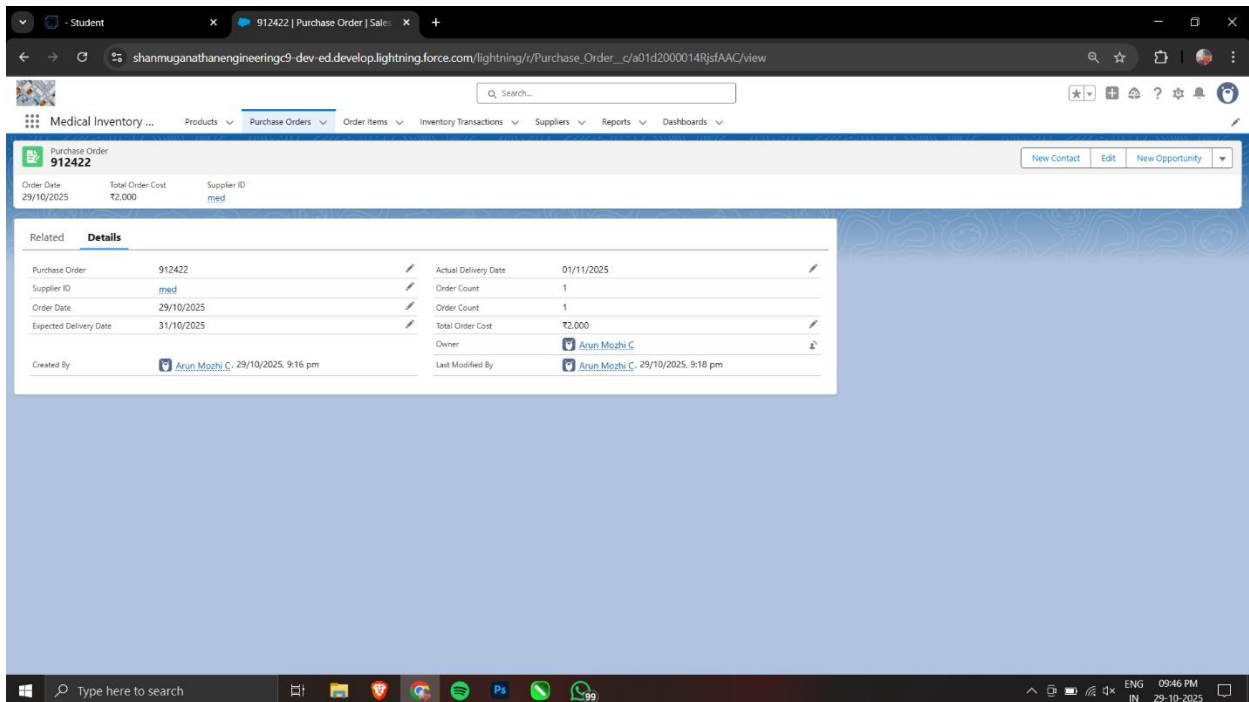 - Student
912422 | Purchase Order | Sales
shanmuganathanengineeringc9-dev-ed.develop.lightning.force.com/lightning/r/Purchase_Order__c/a01d2000014RjsfAAC/view
Search...
Medical Inventory ... Products Purchase Orders Order Items Inventory Transactions Suppliers Reports Dashboards
Purchase Order
912422
New Contact Edit New Opportunity
Order Date Total Order Cost Supplier ID
29/10/2025 ₹2,000 med
Related Details
Purchase Order 912422 Actual Delivery Date 01/11/2025
Supplier ID med Order Count 1
Order Date 29/10/2025 Order Count 1
Expected Delivery Date 31/10/2025 Total Order Cost ₹2,000
Owner Arun Mozhi C
Created By Arun Mozhi C, 29/10/2025, 9:16 pm Last Modified By Arun Mozhi C, 29/10/2025, 9:18 pm
Type here to search Ps 99 ENG 09:46 PM
IN 29-10-2025